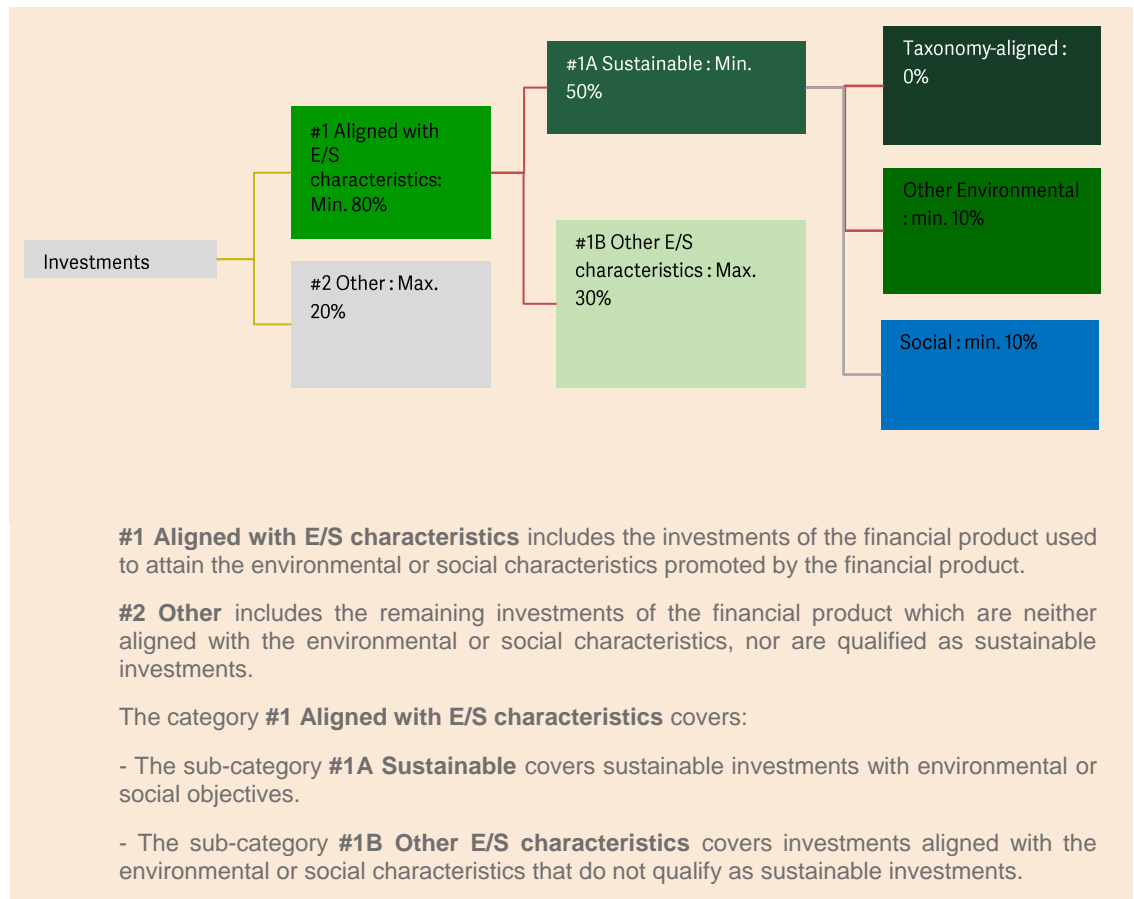 Investments
#1 Aligned with
E/S
characteristics:
Min. 80%
#2 Other : Max.
20%
#1A Sustainable : Min.
50%
#1B Other E/S
characteristics : Max.
30%
Taxonomy-aligned :
0%
Other Environmental
: min. 10%
Social : min. 10%
#1 Aligned with E/S characteristics includes the investments of the financial product used
to attain the environmental or social characteristics promoted by the financial product.
#2 Other includes the remaining investments of the financial product which are neither
aligned with the environmental or social characteristics, nor are qualified as sustainable
investments.
The category #1 Aligned with E/S characteristics covers:
- The sub-category #1A Sustainable covers sustainable investments with environmental or
social objectives.
- The sub-category #1B Other E/S characteristics covers investments aligned with the
environmental or social characteristics that do not qualify as sustainable investments.